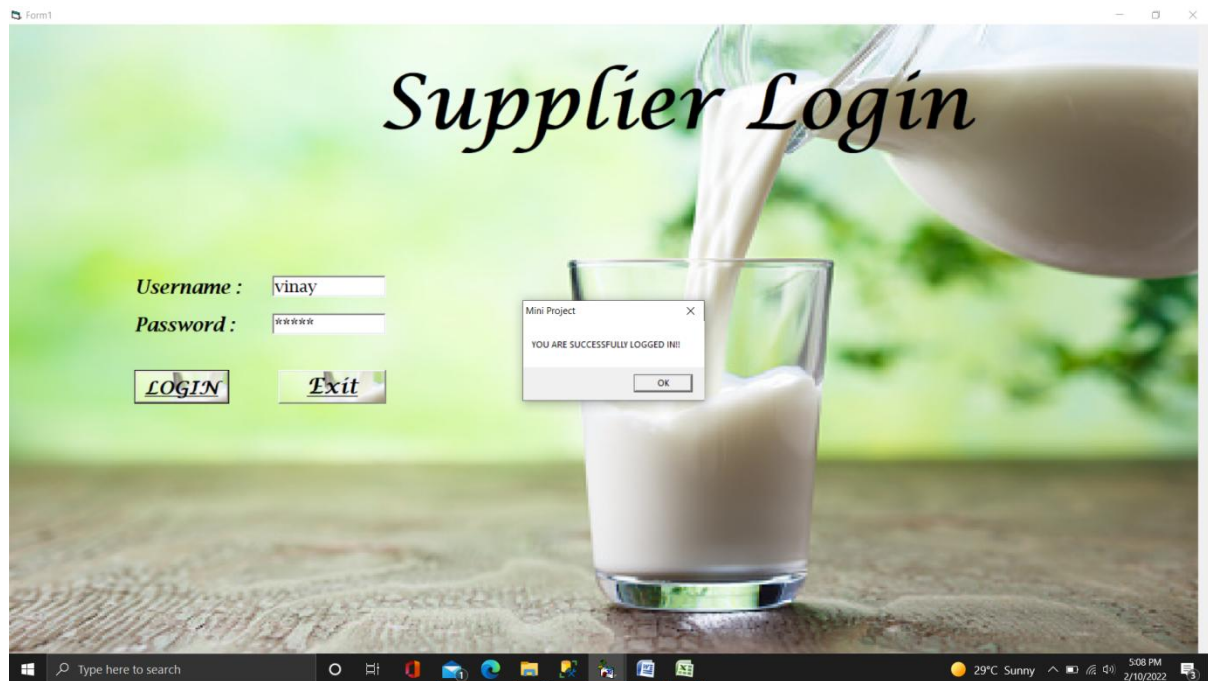 Form1
Supplier Login
Username : vinay
Password : *****
LOGIN Exit
Mini Project
YOU ARE SUCCESSFULLY LOGGED IN!!
OK
Type here to search
29°C Sunny
5:08 PM
2/10/2022